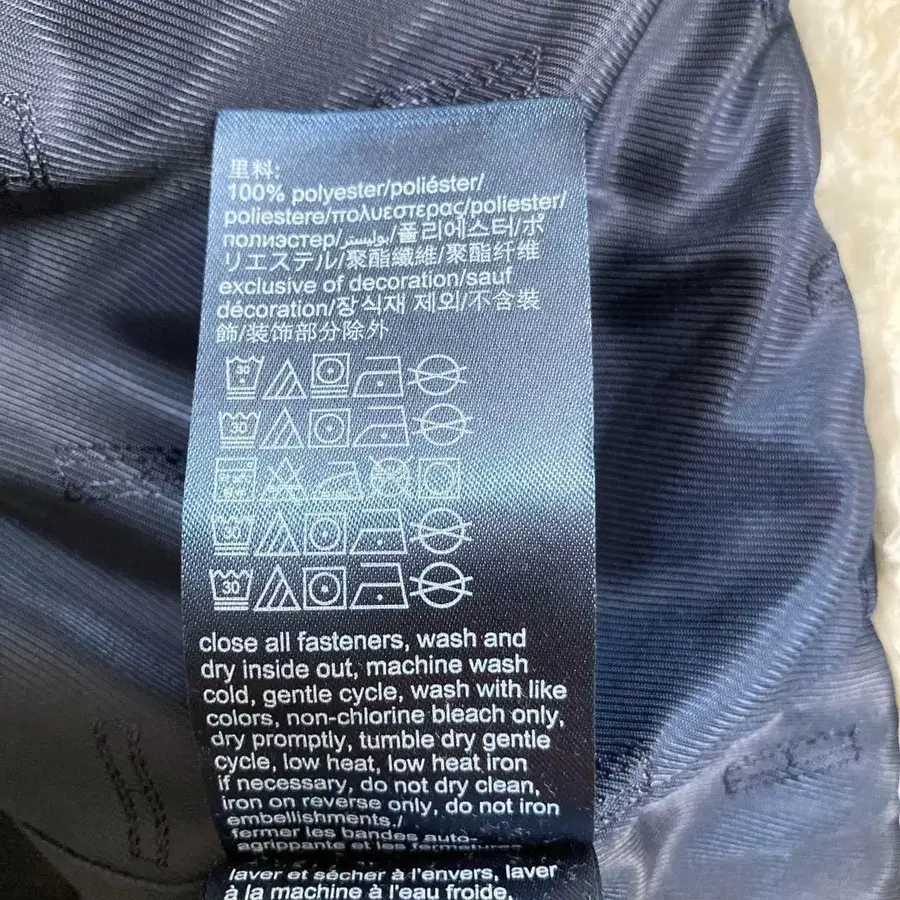 里料:
100% polyester/poliéster/
poliestere/πολυεστερας/poliester/
полиэстер/بوليستر/폴리에스터/ポ
リエステル/聚酯纖維/聚酯纤维
exclusive of decoration/sauf
décoration/장식재 제외/不含裝
飾/装饰部分除外
30
30
30
30
close all fasteners, wash and
dry inside out, machine wash
cold, gentle cycle, wash with like
colors, non-chlorine bleach only,
dry promptly, tumble dry gentle
cycle, low heat, low heat iron
if necessary, do not dry clean,
iron on reverse only, do not iron
embellishments./
fermer les bandes auto-
agrippante et les fermetures
laver et sécher à l'envers, laver
à la machine à l'eau froide,